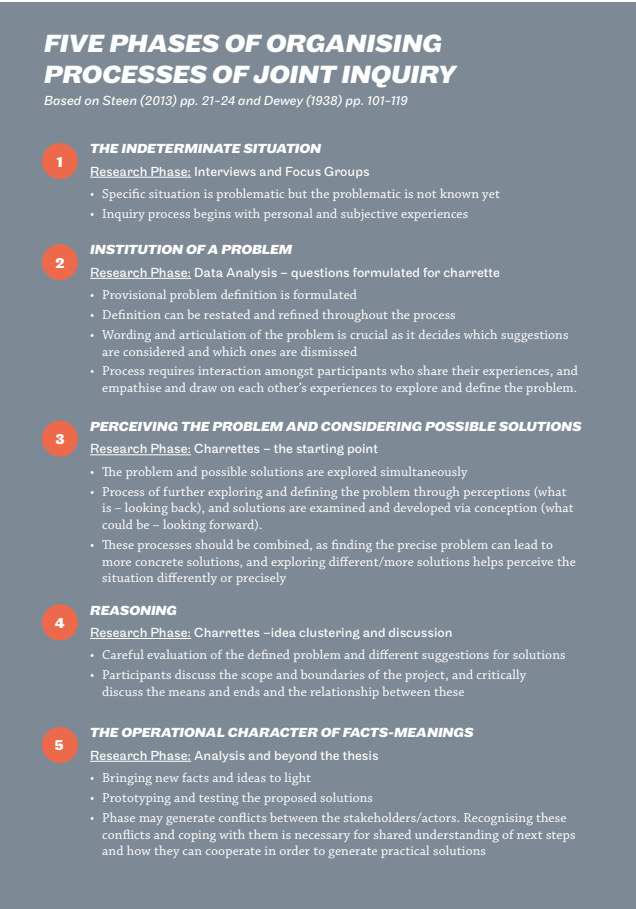 FIVE PHASES OF ORGANISING
PROCESSES OF JOINT INQUIRY
Based on Steen (2013) pp. 21–24 and Dewey (1938) pp. 101–119
1
THE INDETERMINATE SITUATION
Research Phase: Interviews and Focus Groups
• Specific situation is problematic but the problematic is not known yet
• Inquiry process begins with personal and subjective experiences
2
INSTITUTION OF A PROBLEM
Research Phase: Data Analysis – questions formulated for charrette
• Provisional problem definition is formulated
• Definition can be restated and refined throughout the process
• Wording and articulation of the problem is crucial as it decides which suggestions
are considered and which ones are dismissed
• Process requires interaction amongst participants who share their experiences, and
empathise and draw on each other's experiences to explore and define the problem.
3
PERCEIVING THE PROBLEM AND CONSIDERING POSSIBLE SOLUTIONS
Research Phase: Charrettes – the starting point
• The problem and possible solutions are explored simultaneously
• Process of further exploring and defining the problem through perceptions (what
is – looking back), and solutions are examined and developed via conception (what
could be – looking forward).
• These processes should be combined, as finding the precise problem can lead to
more concrete solutions, and exploring different/more solutions helps perceive the
situation differently or precisely
4
REASONING
Research Phase: Charrettes –idea clustering and discussion
• Careful evaluation of the defined problem and different suggestions for solutions
• Participants discuss the scope and boundaries of the project, and critically
discuss the means and ends and the relationship between these
5
THE OPERATIONAL CHARACTER OF FACTS-MEANINGS
Research Phase: Analysis and beyond the thesis
• Bringing new facts and ideas to light
• Prototyping and testing the proposed solutions
• Phase may generate conflicts between the stakeholders/actors. Recognising these
conflicts and coping with them is necessary for shared understanding of next steps
and how they can cooperate in order to generate practical solutions